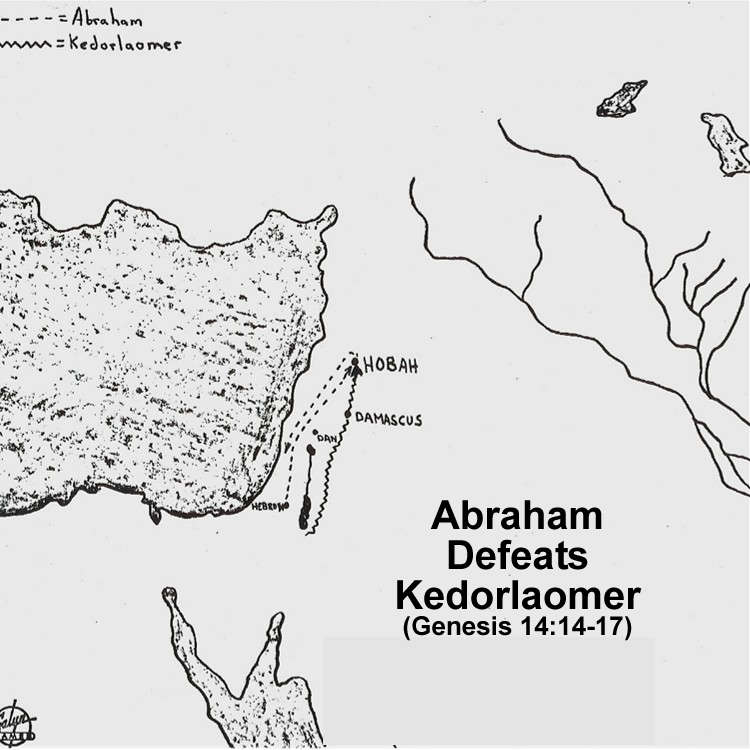 = Abraham
= Kedorlaomer
HOBAH
DAMASCUS
DAN
HEBRON
Abraham
Defeats
Kedorlaomer
(Genesis 14:14-17)